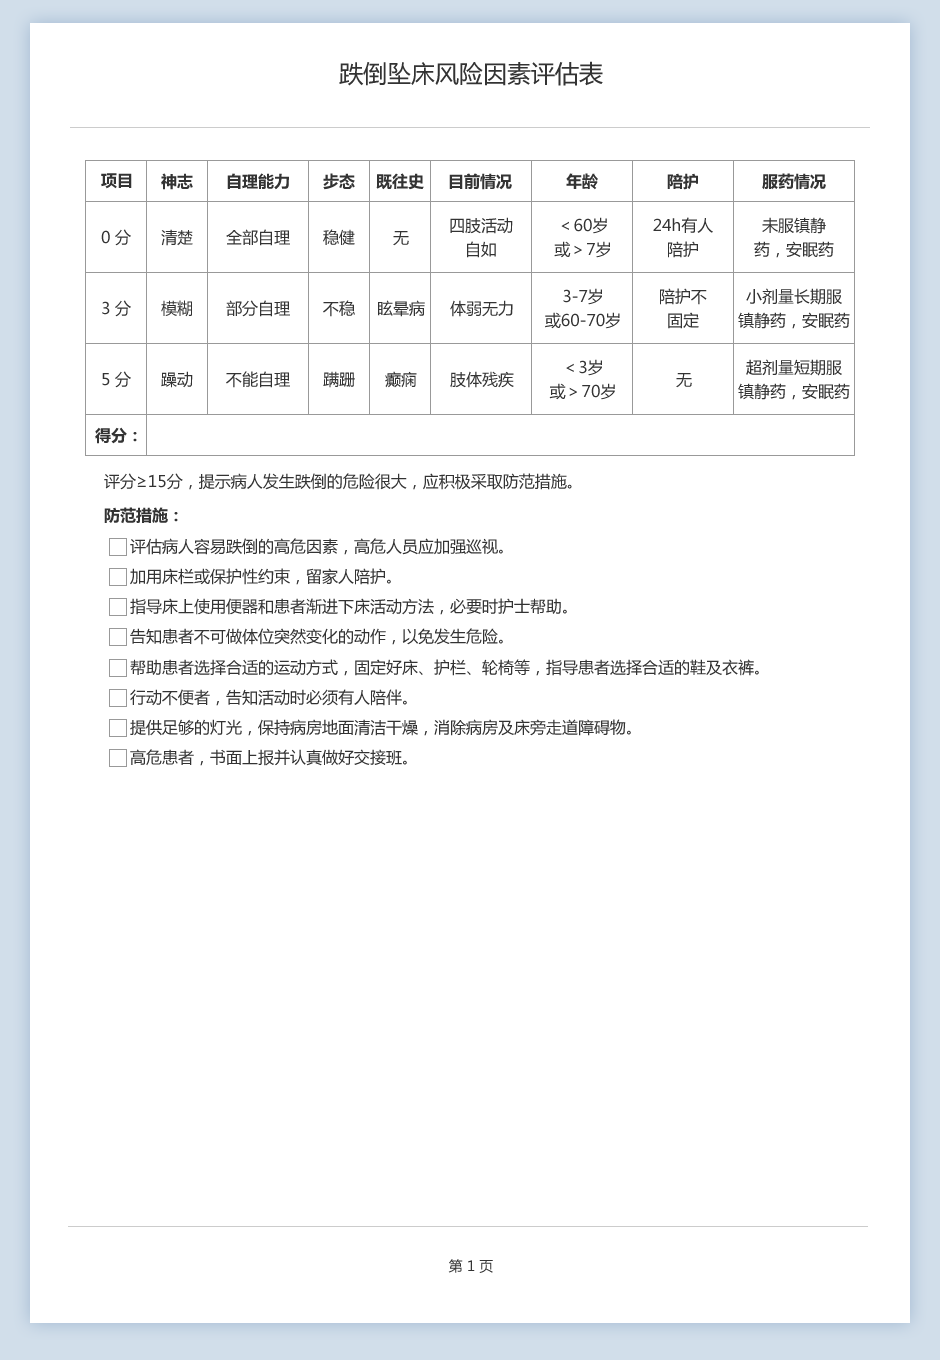 跌倒坠床风险因素评估表
项目 神志 自理能力 步态 既往史 目前情况 年龄 陪护 服药情况
0 分 清楚 全部自理 稳健 无 四肢活动自如 ＜60岁或＞7岁 24h有人陪护 未服镇静药，安眠药
3 分 模糊 部分自理 不稳 眩晕病 体弱无力 3-7岁或60-70岁 陪护不固定 小剂量长期服镇静药，安眠药
5 分 躁动 不能自理 蹒跚 癫痫 肢体残疾 ＜3岁或＞70岁 无 超剂量短期服镇静药，安眠药
得分：
评分≥15分，提示病人发生跌倒的危险很大，应积极采取防范措施。
防范措施：
评估病人容易跌倒的高危因素，高危人员应加强巡视。
加用床栏或保护性约束，留家人陪护。
指导床上使用便器和患者渐进下床活动方法，必要时护士帮助。
告知患者不可做体位突然变化的动作，以免发生危险。
帮助患者选择合适的运动方式，固定好床、护栏、轮椅等，指导患者选择合适的鞋及衣裤。
行动不便者，告知活动时必须有人陪伴。
提供足够的灯光，保持病房地面清洁干燥，消除病房及床旁走道障碍物。
高危患者，书面上报并认真做好交接班。
第 1 页